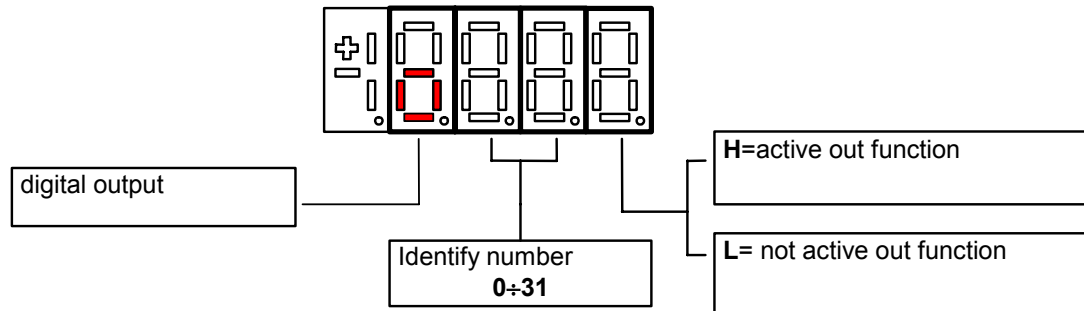 H=active out function
digital output
Identify number
0÷31
L= not active out function